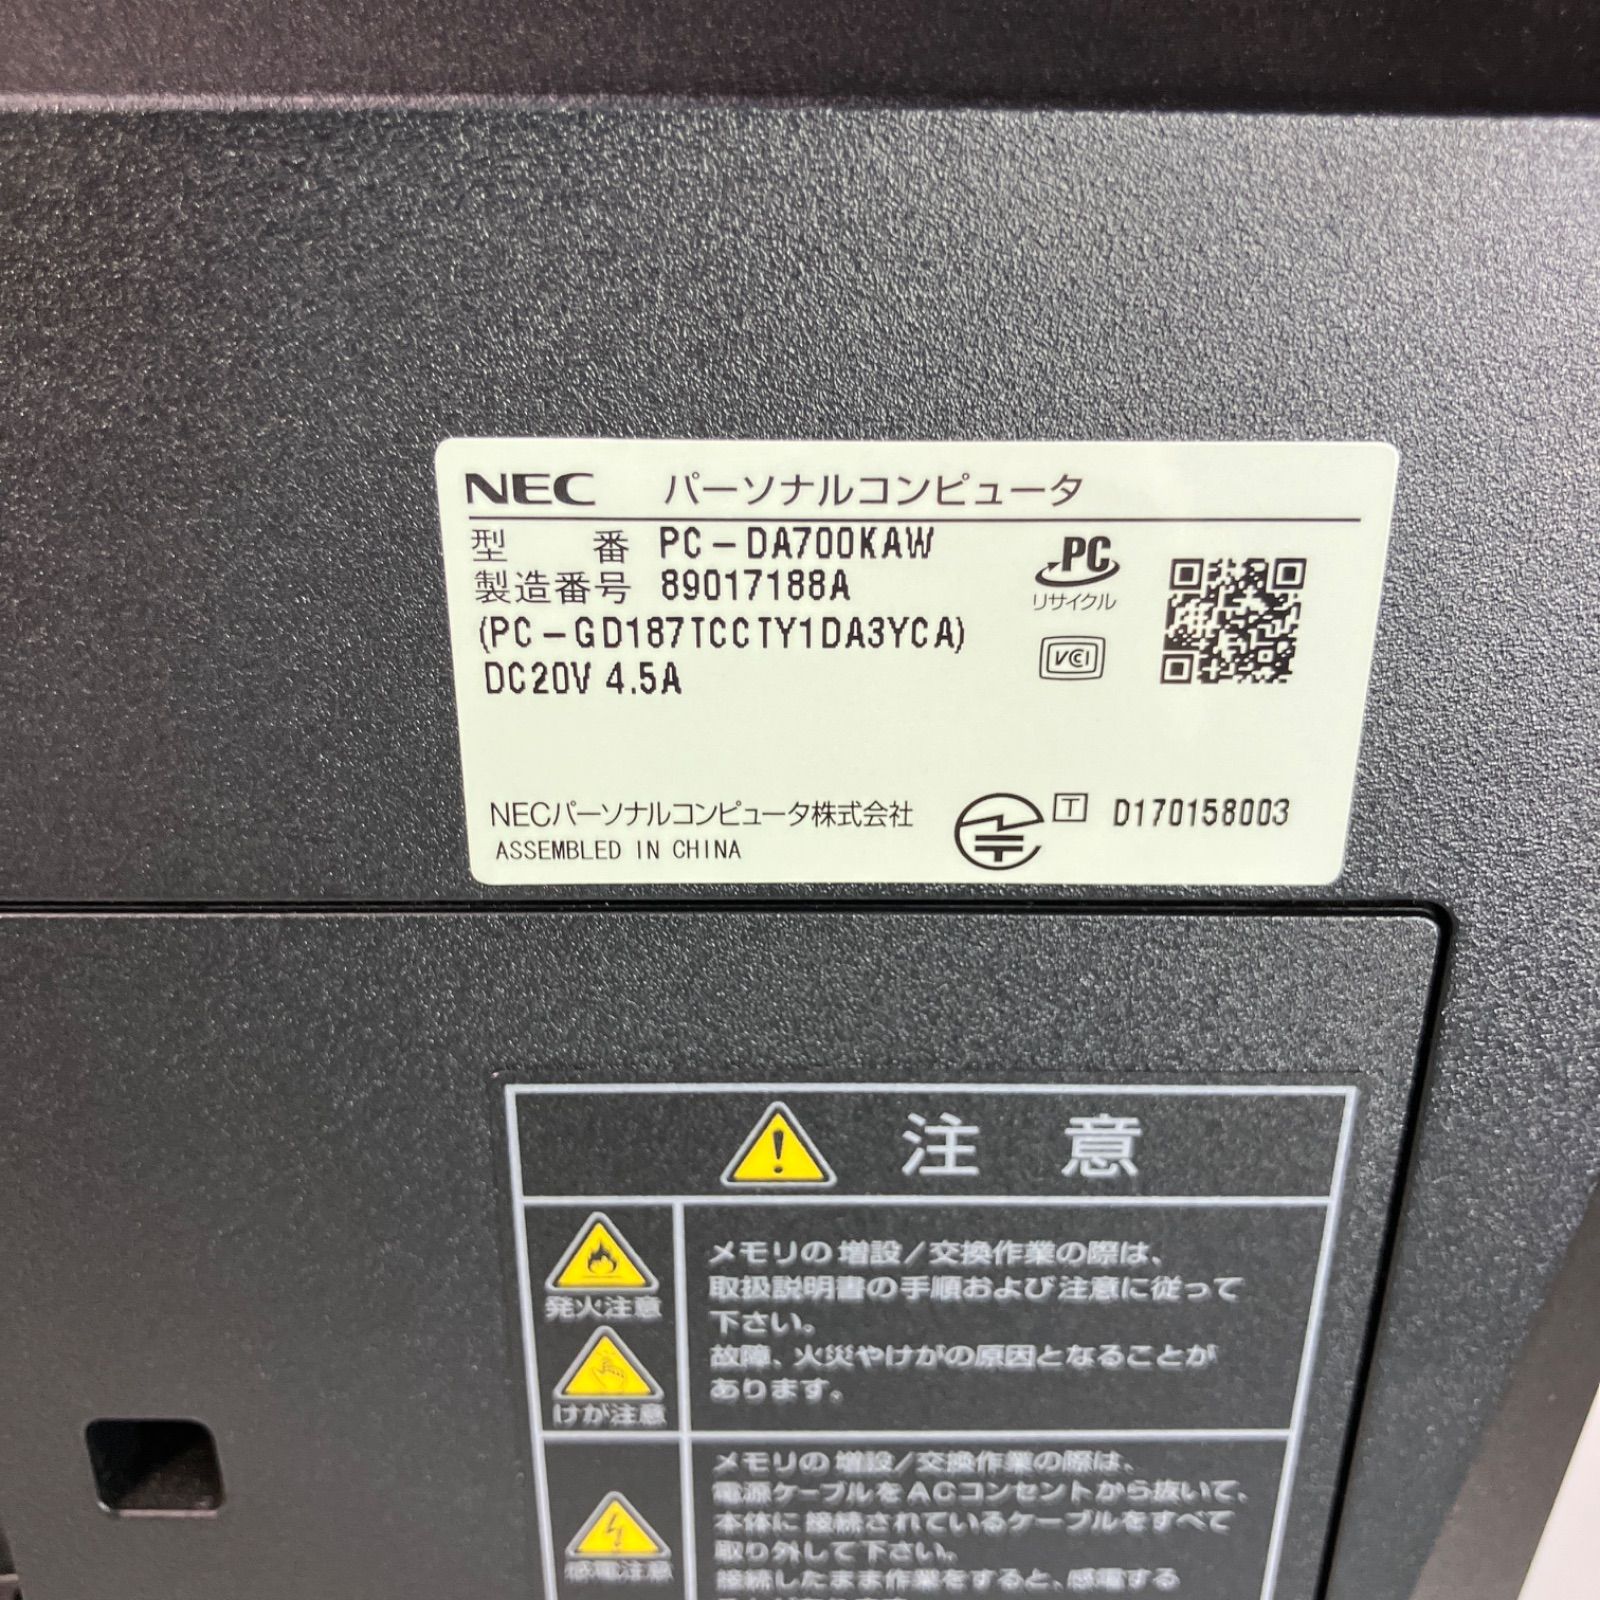 NEC パーソナルコンピュータ
型 番 PC-DA700KAW
製造番号 89017188A
(PC-GD187TCCTY1DA3YCA)
DC20V 4.5A
PC
リサイクル
VCCI
NECパーソナルコンピュータ株式会社
ASSEMBLED IN CHINA
T D170158003
注 意
発火注意
けが注意
メモリの増設/交換作業の際は、
取扱説明書の手順および注意に従って
下さい。
故障、火災やけがの原因となることが
あります。
感電注意
メモリの増設/交換作業の際は、
電源ケーブルをACコンセントから抜いて、
本体に接続されているケーブルをすべて
取り外して下さい。
接続したまま作業をすると、感電する